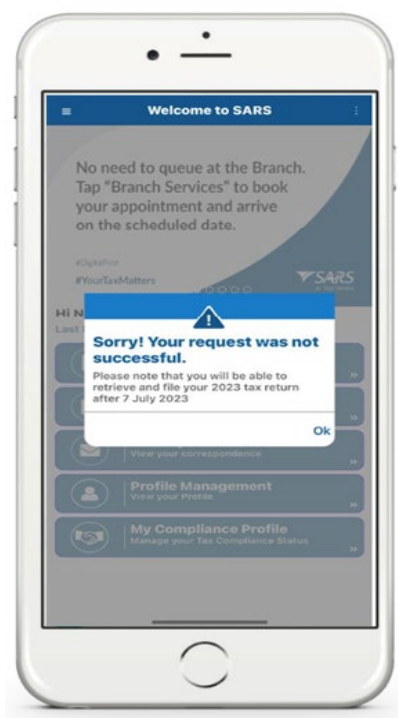 Welcome to SARS
No need to queue at the Branch.
Tap "Branch Services" to book
your appointment and arrive
on the scheduled date.
#YourTaxMatters
SARS
Hi N
Last
Sorry! Your request was not
successful.
Please note that you will be able to
retrieve and file your 2023 tax return
after 7 July 2023
Ok
View your correspondence
Profile Management
View your Profile
My Compliance Profile
Manage your Tax Compliance Status